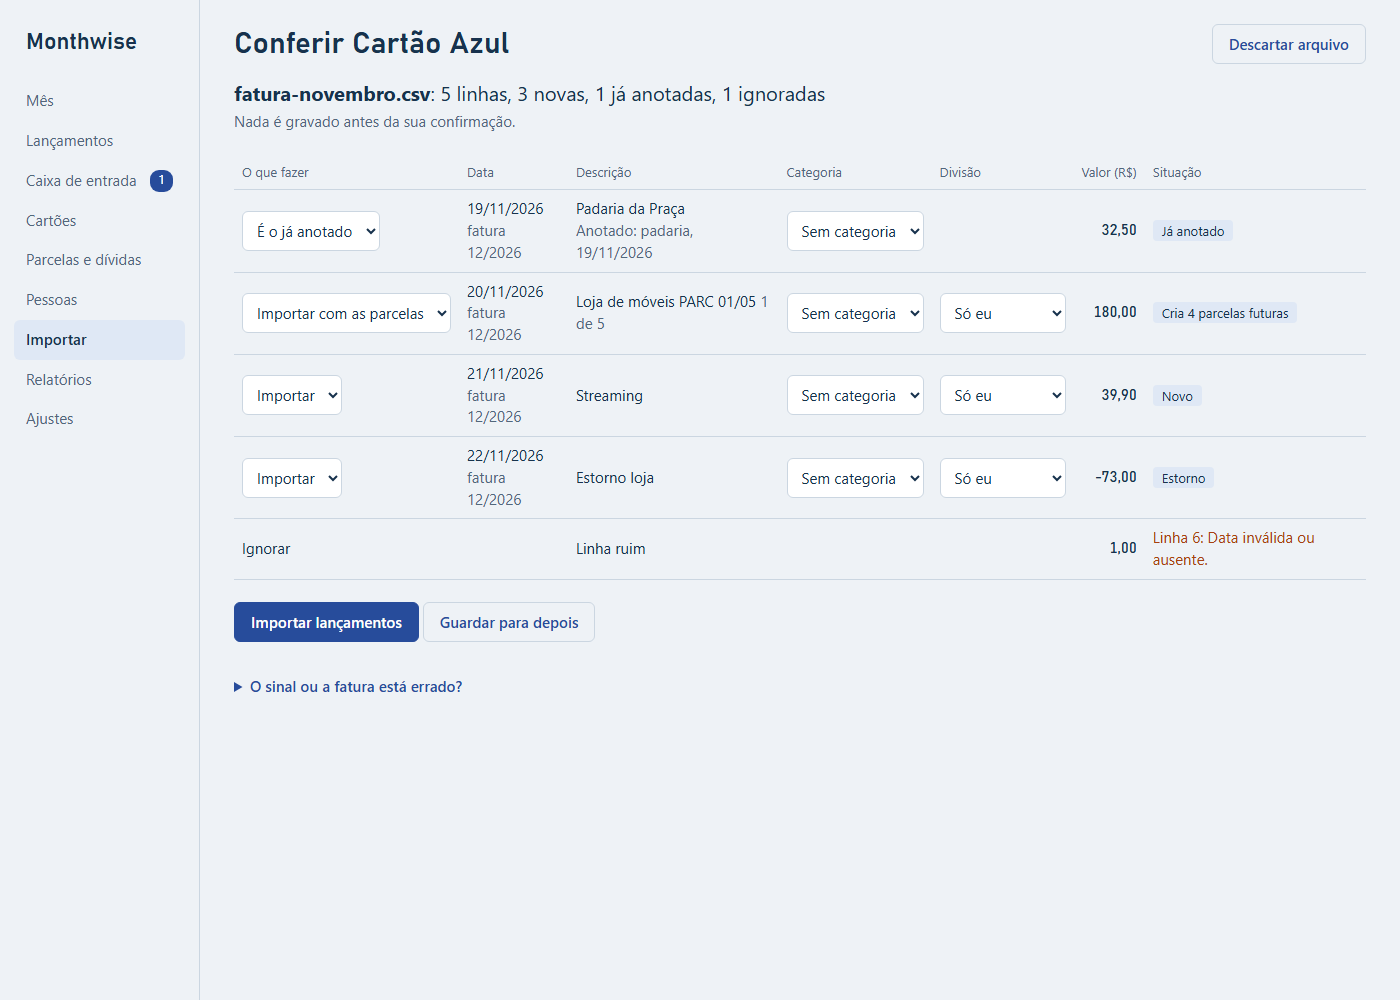 Monthwise
Mês
Lançamentos
Caixa de entrada 1
Cartões
Parcelas e dívidas
Pessoas
Importar
Relatórios
Ajustes
Conferir Cartão Azul
Descartar arquivo
fatura-novembro.csv: 5 linhas, 3 novas, 1 já anotadas, 1 ignoradas
Nada é gravado antes da sua confirmação.
O que fazer Data Descrição Categoria Divisão Valor (R$) Situação
É o já anotado
19/11/2026
fatura
12/2026
Padaria da Praça
Anotado: padaria,
19/11/2026
Sem categoria
32,50
Já anotado
Importar com as parcelas
20/11/2026
fatura
12/2026
Loja de móveis PARC 01/05 1
de 5
Sem categoria
Só eu
180,00
Cria 4 parcelas futuras
Importar
21/11/2026
fatura
12/2026
Streaming
Sem categoria
Só eu
39,90
Novo
Importar
22/11/2026
fatura
12/2026
Estorno loja
Sem categoria
Só eu
-73,00
Estorno
Ignorar
Linha ruim
1,00
Linha 6: Data inválida ou
ausente.
Importar lançamentos
Guardar para depois
O sinal ou a fatura está errado?